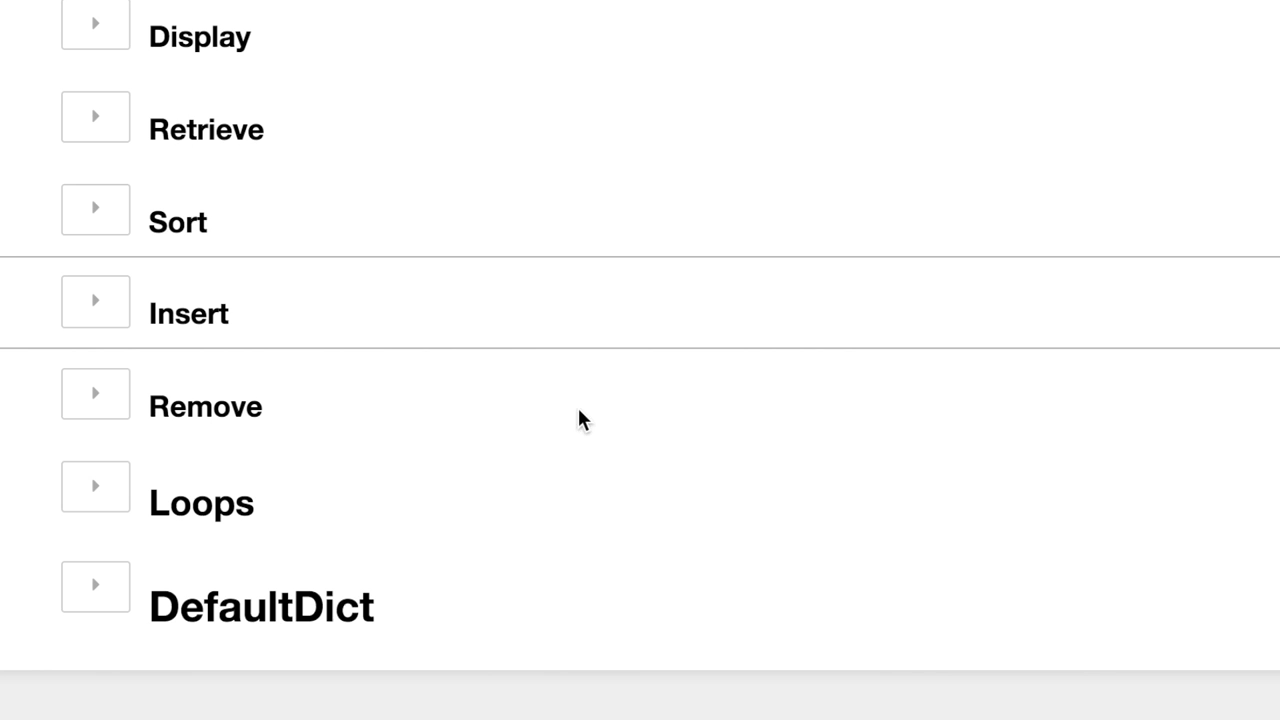 Display
Retrieve
Sort
Insert
Remove
Loops
DefaultDict